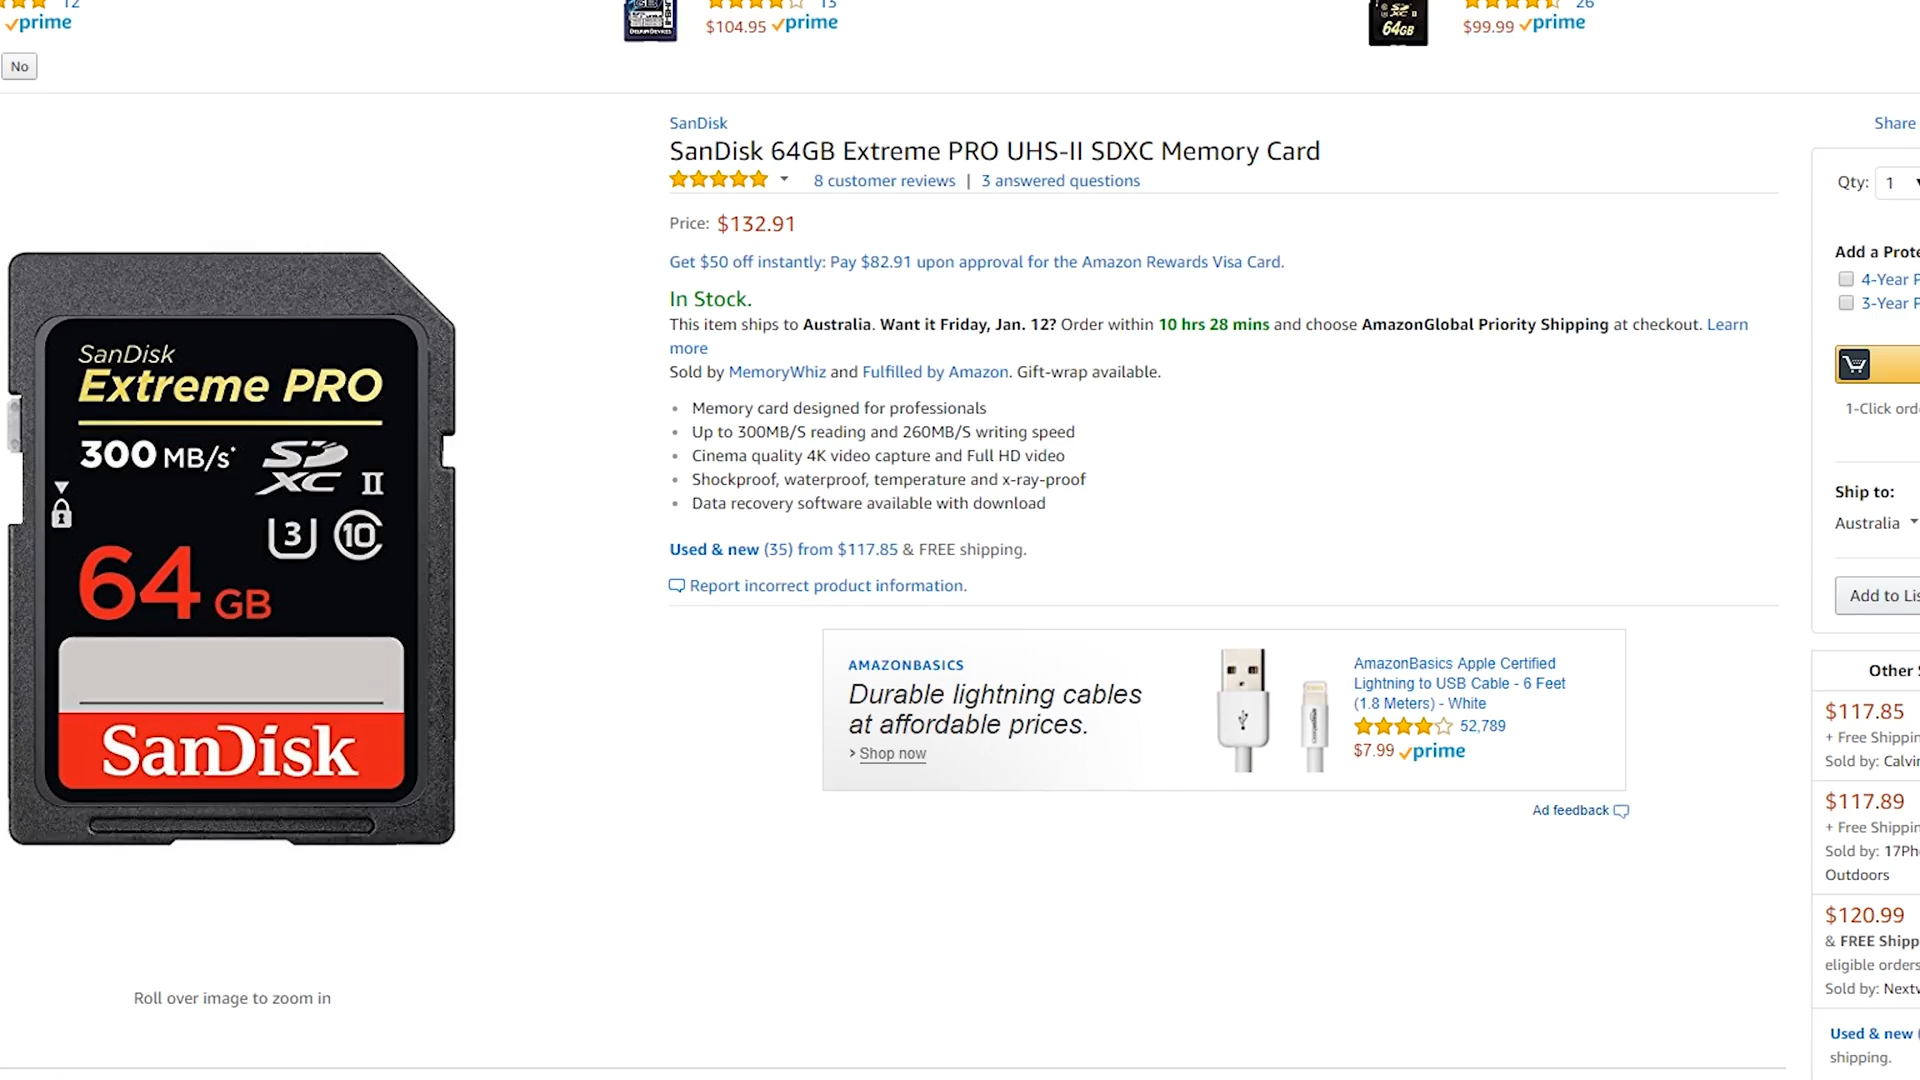 12
prime
13
$104.95 prime
64GB
26
$99.99 prime
No
SanDisk
Share
SanDisk 64GB Extreme PRO UHS-II SDXC Memory Card
8 customer reviews | 3 answered questions
Qty: 1
Price: $132.91
Get $50 off instantly: Pay $82.91 upon approval for the Amazon Rewards Visa Card.
In Stock.
This item ships to Australia. Want it Friday, Jan. 12? Order within 10 hrs 28 mins and choose AmazonGlobal Priority Shipping at checkout. Learn
more
Sold by MemoryWhiz and Fulfilled by Amazon. Gift-wrap available.
• Memory card designed for professionals
• Up to 300MB/S reading and 260MB/S writing speed
• Cinema quality 4K video capture and Full HD video
• Shockproof, waterproof, temperature and x-ray-proof
• Data recovery software available with download
Used & new (35) from $117.85 & FREE shipping.
Report incorrect product information.
SanDisk
Extreme PRO
300 MB/s*
SD
XC II
3 10
64 GB
SanDisk
Roll over image to zoom in
AMAZONBASICS
Durable lightning cables
at affordable prices.
› Shop now
AmazonBasics Apple Certified
Lightning to USB Cable - 6 Feet
(1.8 Meters) - White
52,789
$7.99 prime
Ad feedback
Add a Prote
4-Year P
3-Year P
1-Click ord
Ship to:
Australia
Add to Lis
Other S
$117.85
+ Free Shippin
Sold by: Calvin
$117.89
+ Free Shippin
Sold by: 17Ph
Outdoors
$120.99
& FREE Shipp
eligible orders
Sold by: Nextw
Used & new (
shipping.